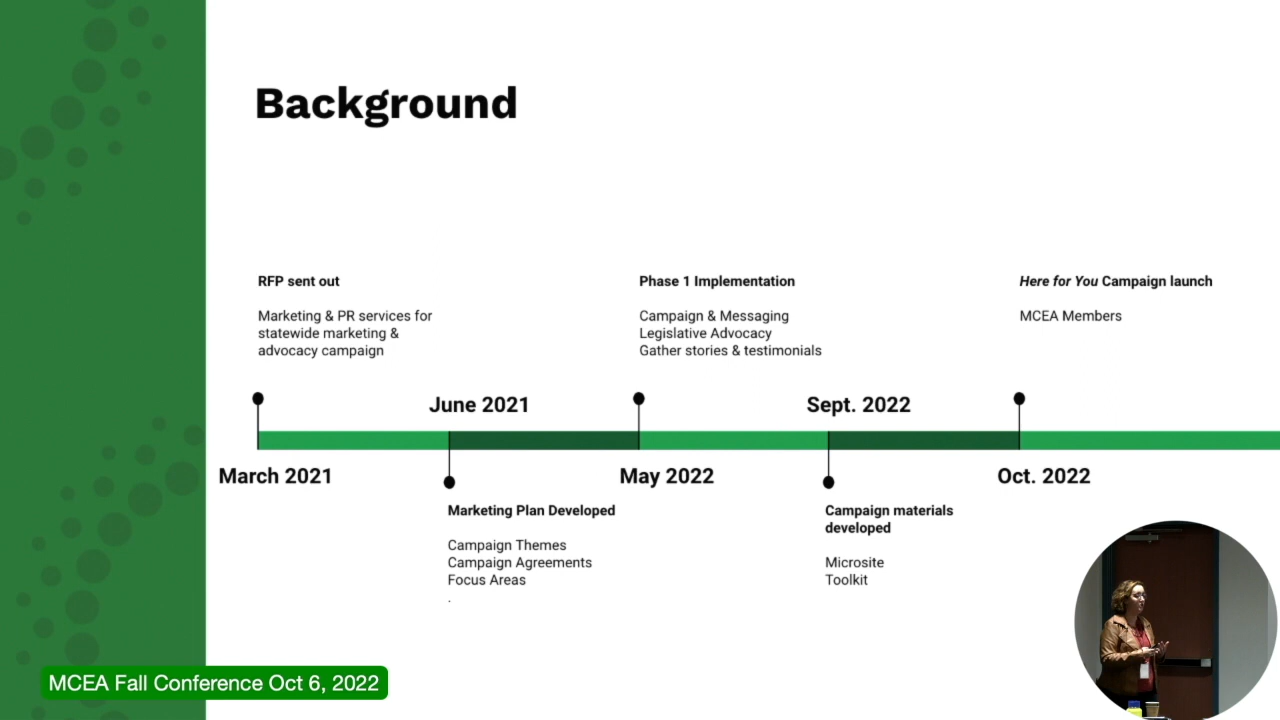 Background
RFP sent out
Marketing & PR services for
statewide marketing &
advocacy campaign
Phase 1 Implementation
Campaign & Messaging
Legislative Advocacy
Gather stories & testimonials
Here for You Campaign launch
MCEA Members
June 2021
Sept. 2022
March 2021
May 2022
Oct. 2022
Marketing Plan Developed
Campaign Themes
Campaign Agreements
Focus Areas
.
Campaign materials
developed
Microsite
Toolkit
MCEA Fall Conference Oct 6, 2022